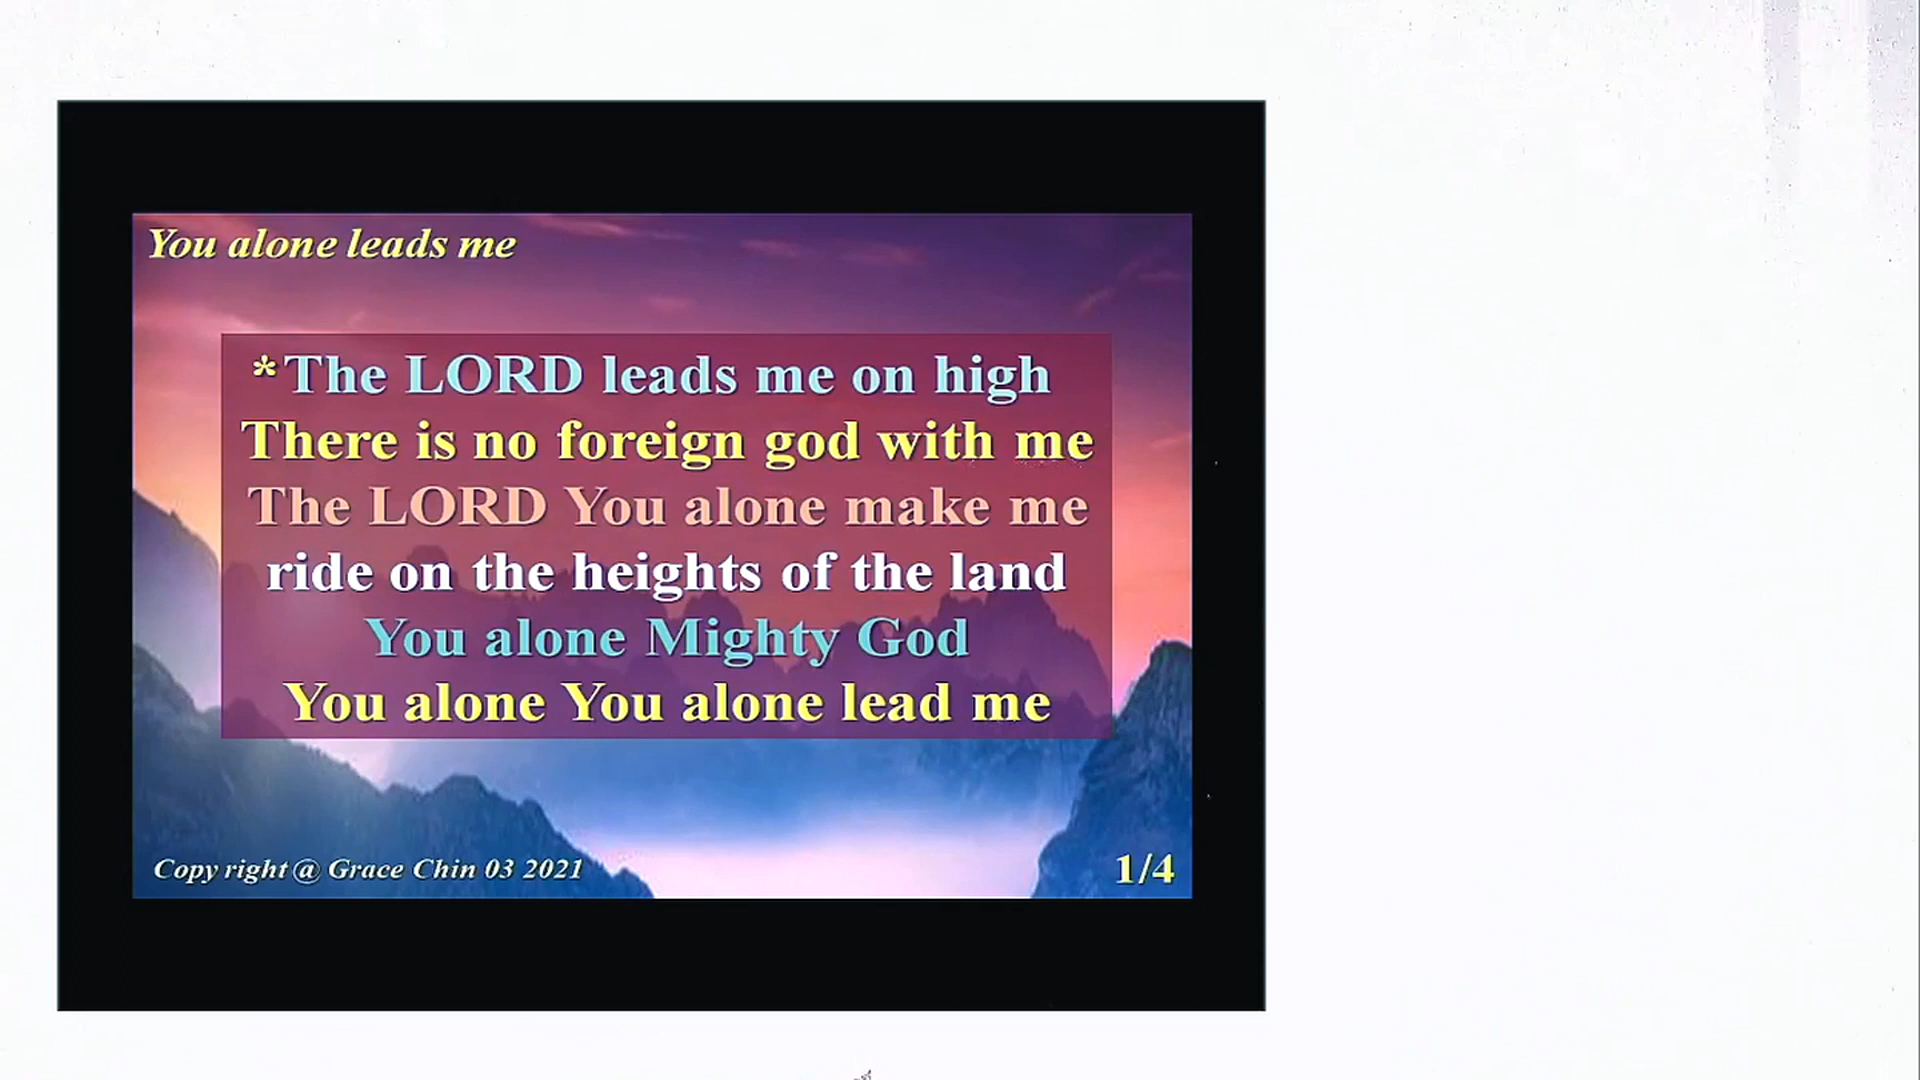 You alone leads me
*The LORD leads me on high
There is no foreign god with me
The LORD You alone make me
ride on the heights of the land
You alone Mighty God
You alone You alone lead me
Copy right @ Grace Chin 03 2021
1/4